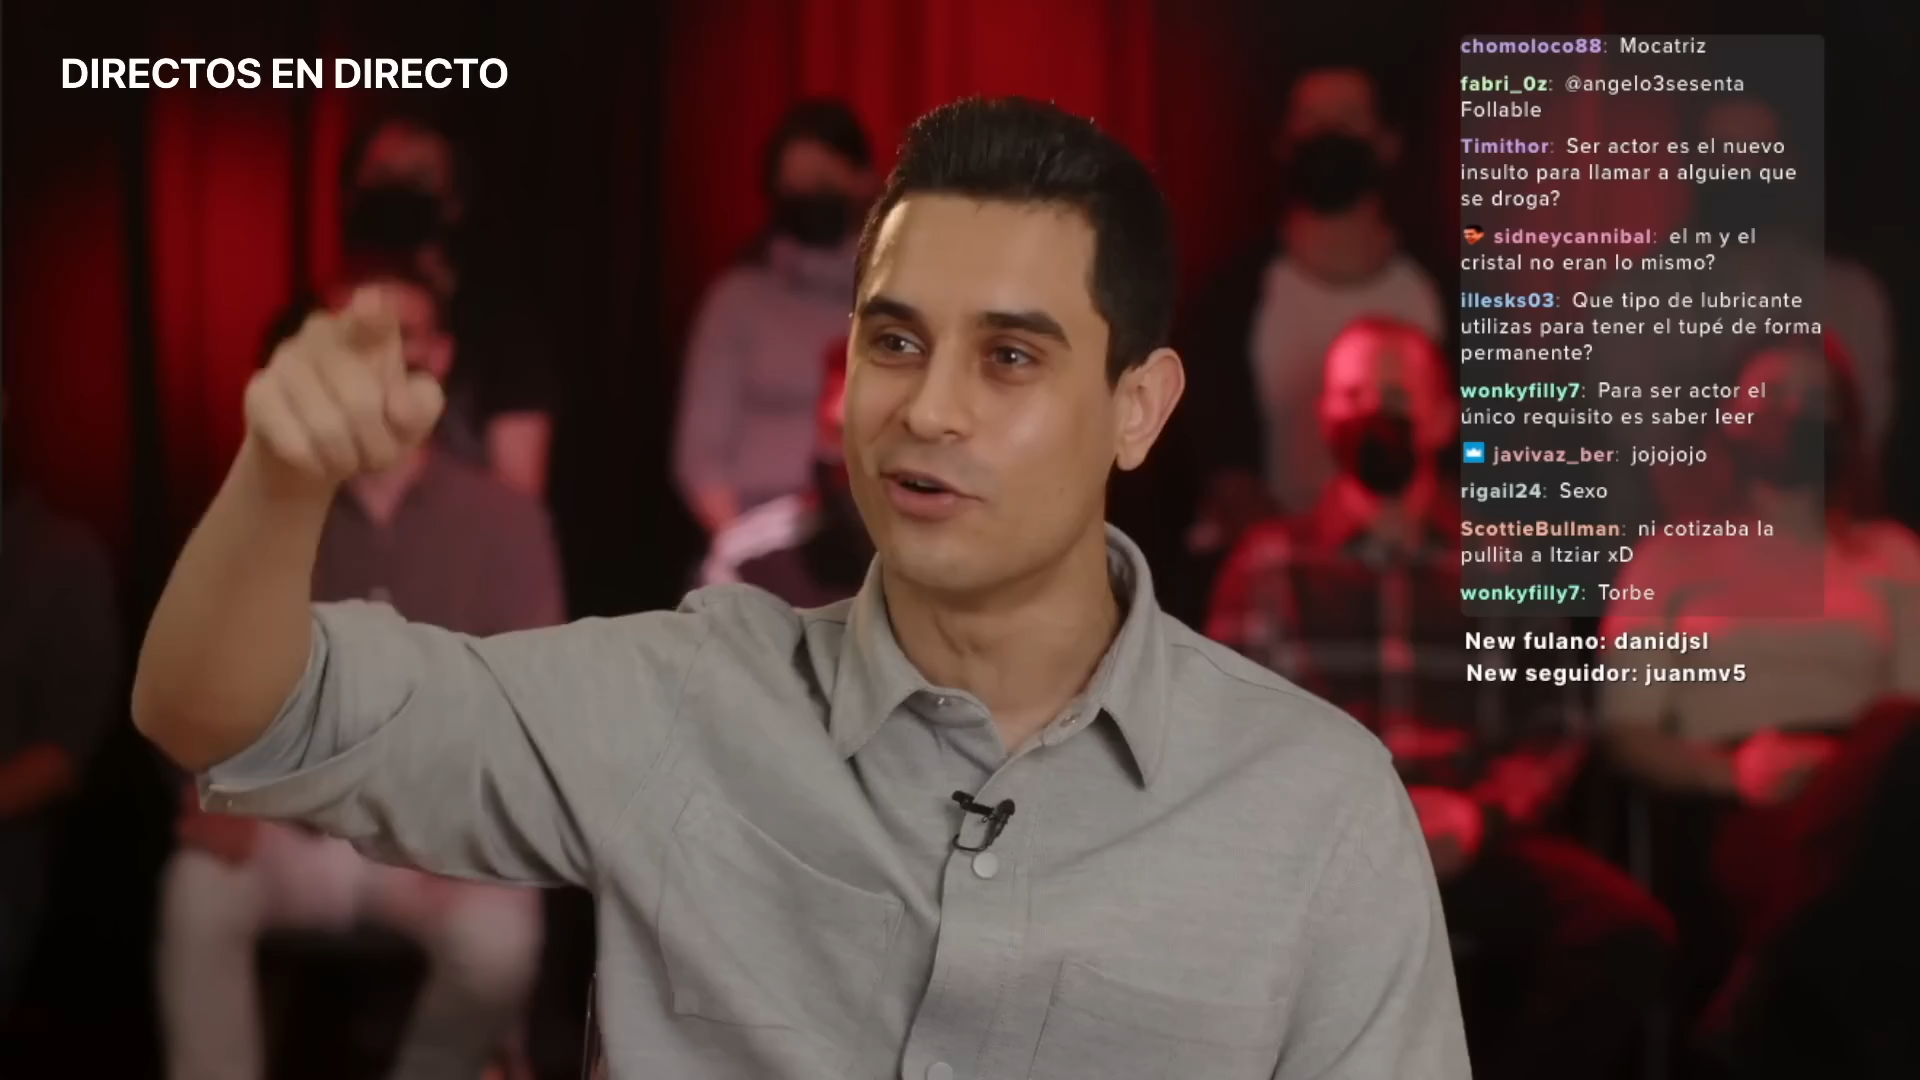 DIRECTOS EN DIRECTO
chomoloco88: Mocatriz
fabri_0z: @angelo3sesenta
Follable
Timithor: Ser actor es el nuevo
insulto para llamar a alguien que
se droga?
sidneycannibal: el m y el
cristal no eran lo mismo?
illesks03: Que tipo de lubricante
utilizas para tener el tupé de forma
permanente?
wonkyfilly7: Para ser actor el
único requisito es saber leer
javivaz_ber: jojojojo
rigail24: Sexo
ScottieBullman: ni cotizaba la
pullita a Itziar xD
wonkyfilly7: Torbe
New fulano: danidjsl
New seguidor: juanmv5